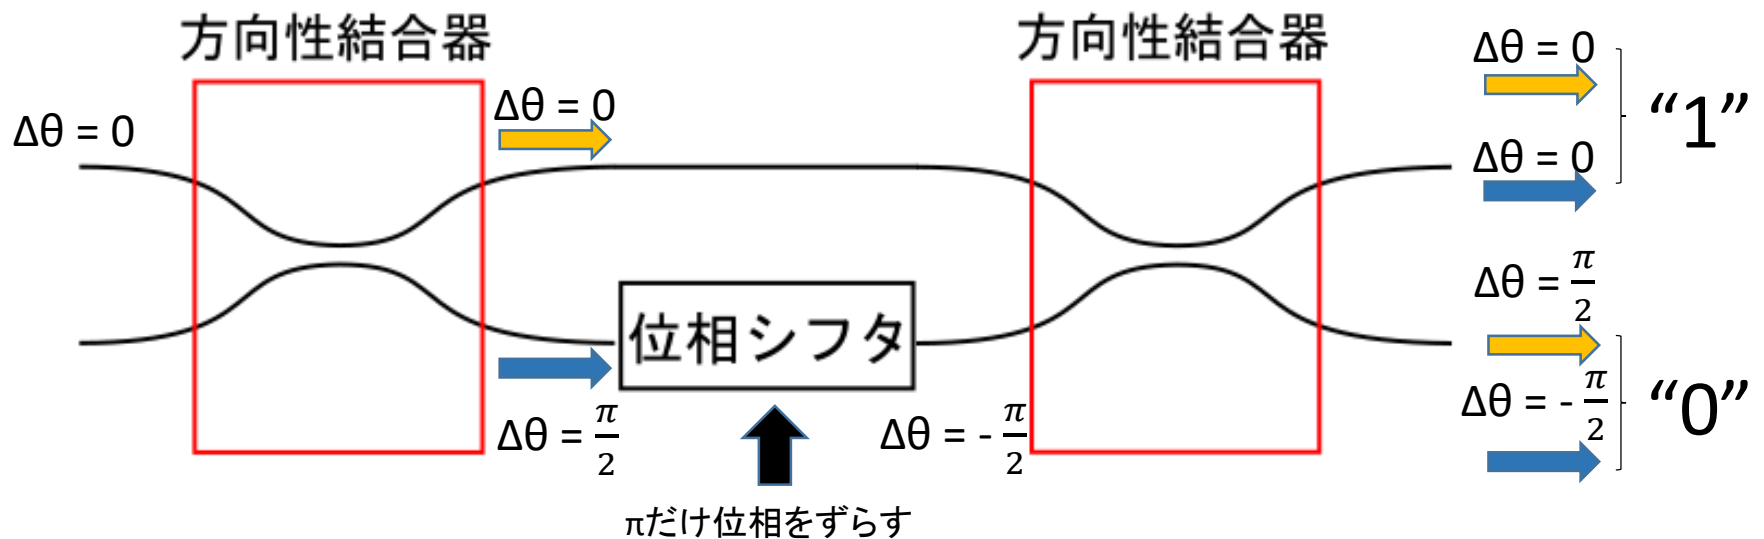 方向性結合器
方向性結合器
Δθ = 0
Δθ = 0
Δθ = 0
Δθ = 0
“1”
位相シフタ
Δθ = π/2
Δθ = - π/2
Δθ = π/2
Δθ = - π/2
“0”
πだけ位相をずらす